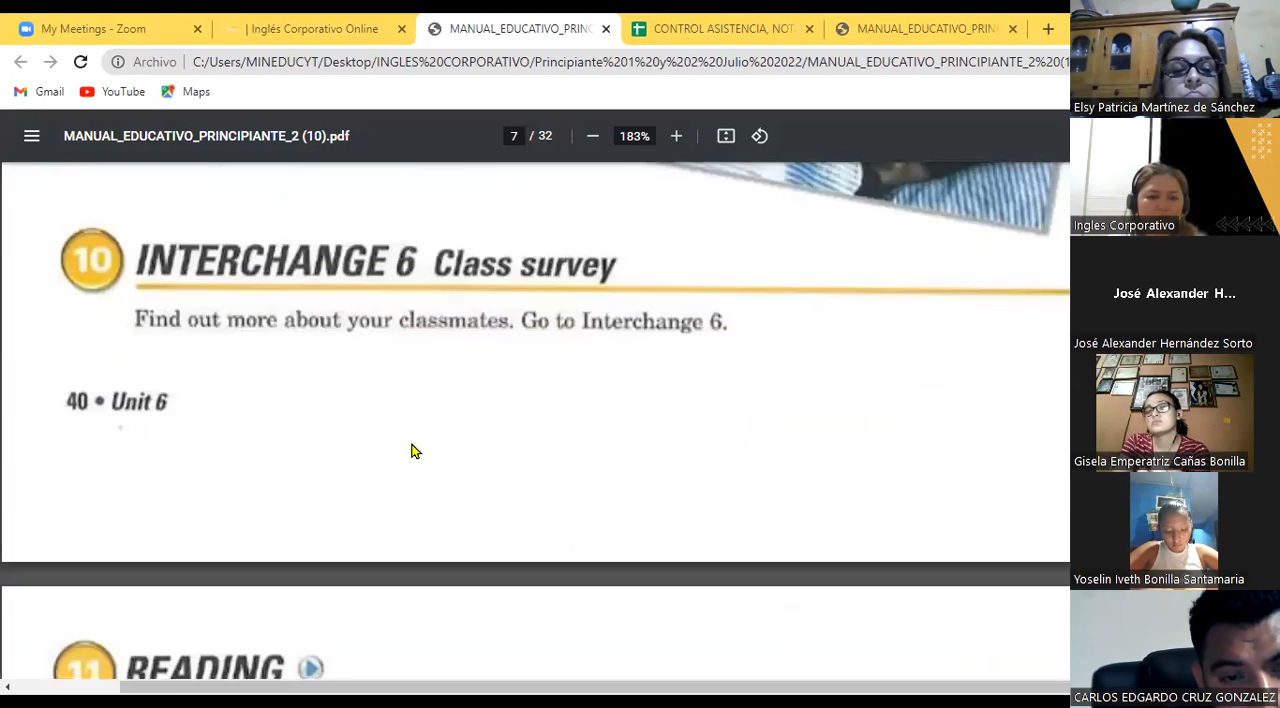 My Meetings - Zoom
| Inglés Corporativo Online
MANUAL_EDUCATIVO_PRINC
CONTROL ASISTENCIA, NOT
MANUAL_EDUCATIVO_PRIN
Archivo
C:/Users/MINEDUCYT/Desktop/INGLES%20CORPORATIVO/Principiante%201%20y%202%20Julio%202022/MANUAL_EDUCATIVO_PRINCIPIANTE_2%20(1
Gmail
YouTube
Maps
MANUAL_EDUCATIVO_PRINCIPIANTE_2 (10).pdf
7 / 32
183%
10 INTERCHANGE 6 Class survey
Find out more about your classmates. Go to Interchange 6.
40 • Unit 6
11 READING
Elsy Patricia Martínez de Sánchez
Ingles Corporativo
José Alexander H...
José Alexander Hernández Sorto
Gisela Emperatriz Cañas Bonilla
Yoselin Iveth Bonilla Santamaria
CARLOS EDGARDO CRUZ GONZALEZ